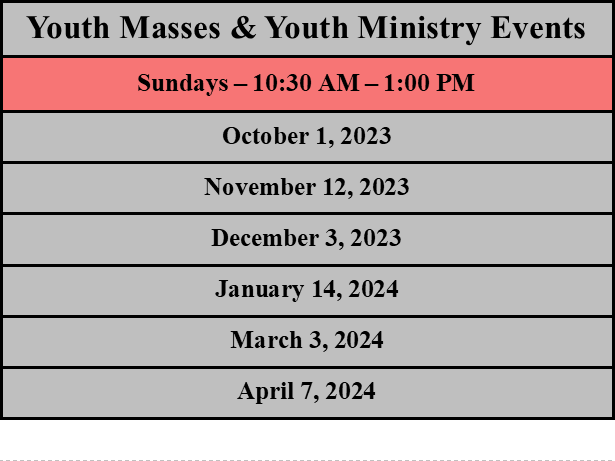 Youth Masses & Youth Ministry Events
Sundays – 10:30 AM – 1:00 PM
October 1, 2023
November 12, 2023
December 3, 2023
January 14, 2024
March 3, 2024
April 7, 2024